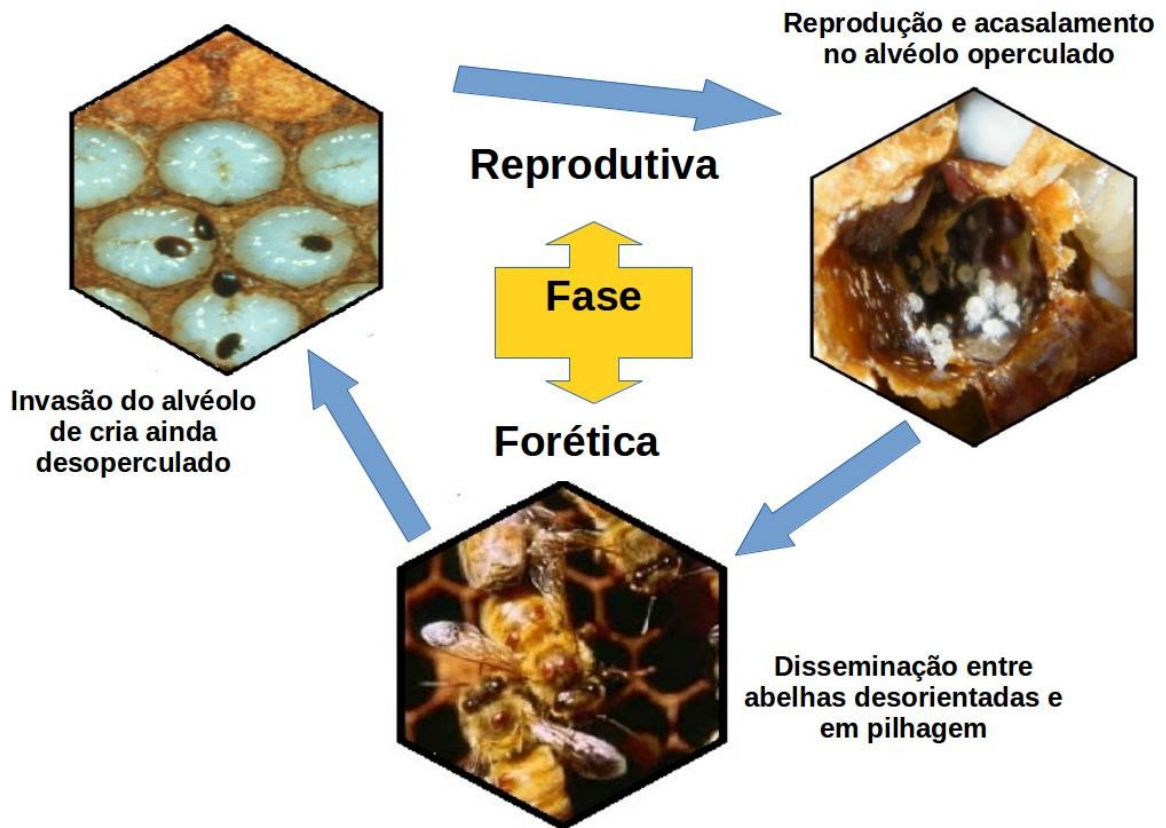 Reprodução e acasalamento
no alvéolo operculado
Reprodutiva
Fase
Forética
Invasão do alvéolo
de cria ainda
desoperculado
Disseminação entre
abelhas desorientadas e
em pilhagem